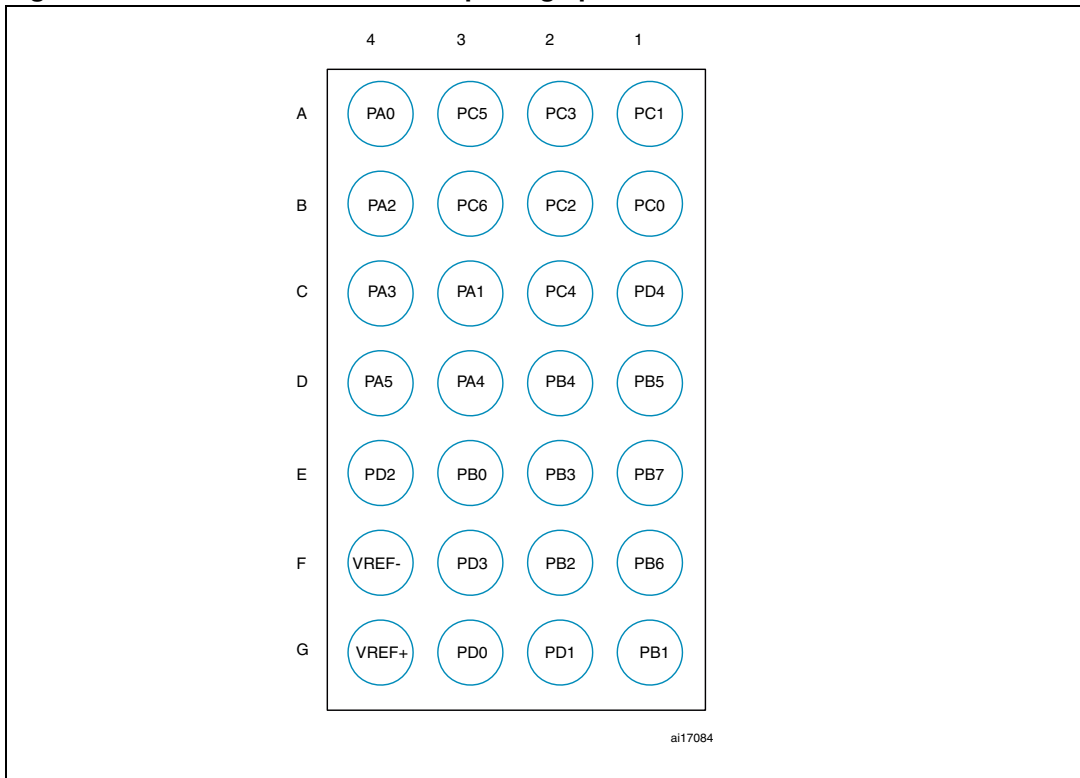 4 3 2 1
A PA0 PC5 PC3 PC1
B PA2 PC6 PC2 PC0
C PA3 PA1 PC4 PD4
D PA5 PA4 PB4 PB5
E PD2 PB0 PB3 PB7
F VREF- PD3 PB2 PB6
G VREF+ PD0 PD1 PB1
ai17084